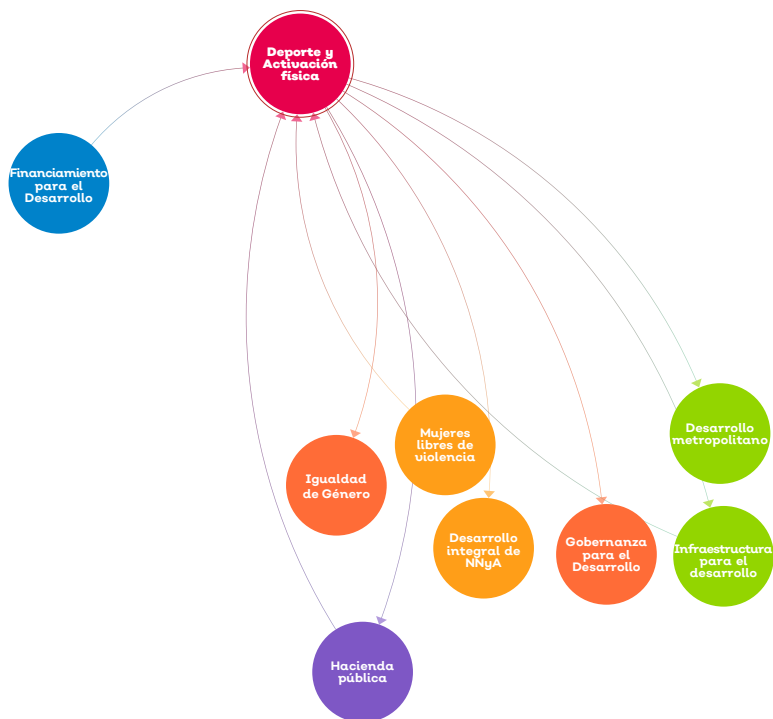 Deporte y
Activación
física
Financiamiento
para el
Desarrollo
Desarrollo
metropolitano
Mujeres
libres de
violencia
Igualdad
de Género
Desarrollo
integral de
NNyA
Gobernanza
para el
Desarrollo
Infraestructura
para el
desarrollo
Hacienda
pública